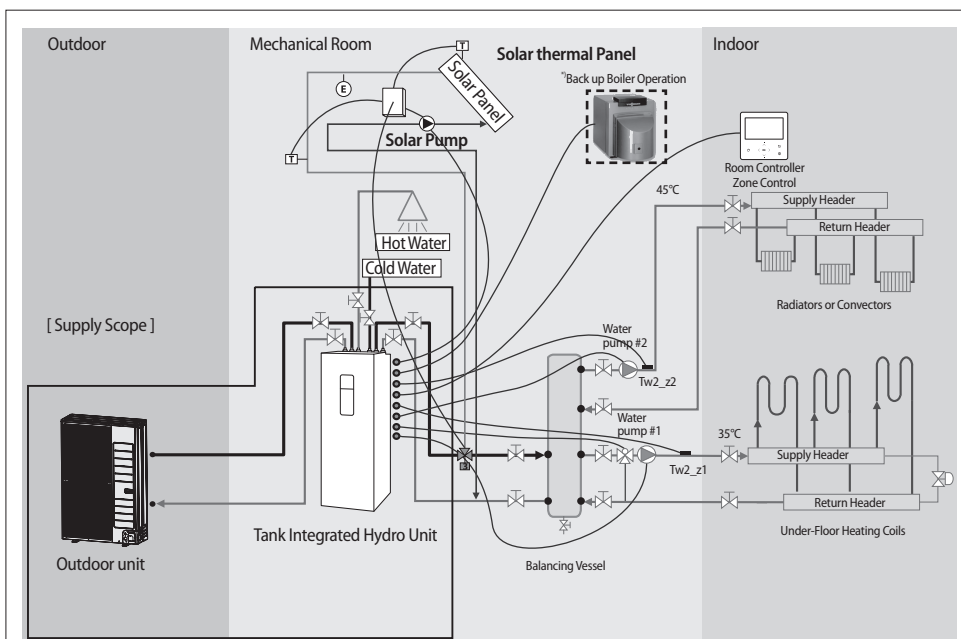 Outdoor
Mechanical Room
Solar thermal Panel
Indoor
*)Back up Boiler Operation
T
E
Solar Panel
Solar Pump
T
Room Controller
Zone Control
45°C
Supply Header
Return Header
Hot Water
Cold Water
Radiators or Convectors
[ Supply Scope ]
Water
pump #2
Tw2_z2
Water
pump #1
35°C
Tw2_z1
Supply Header
3
Return Header
Tank Integrated Hydro Unit
Under-Floor Heating Coils
Outdoor unit
Balancing Vessel